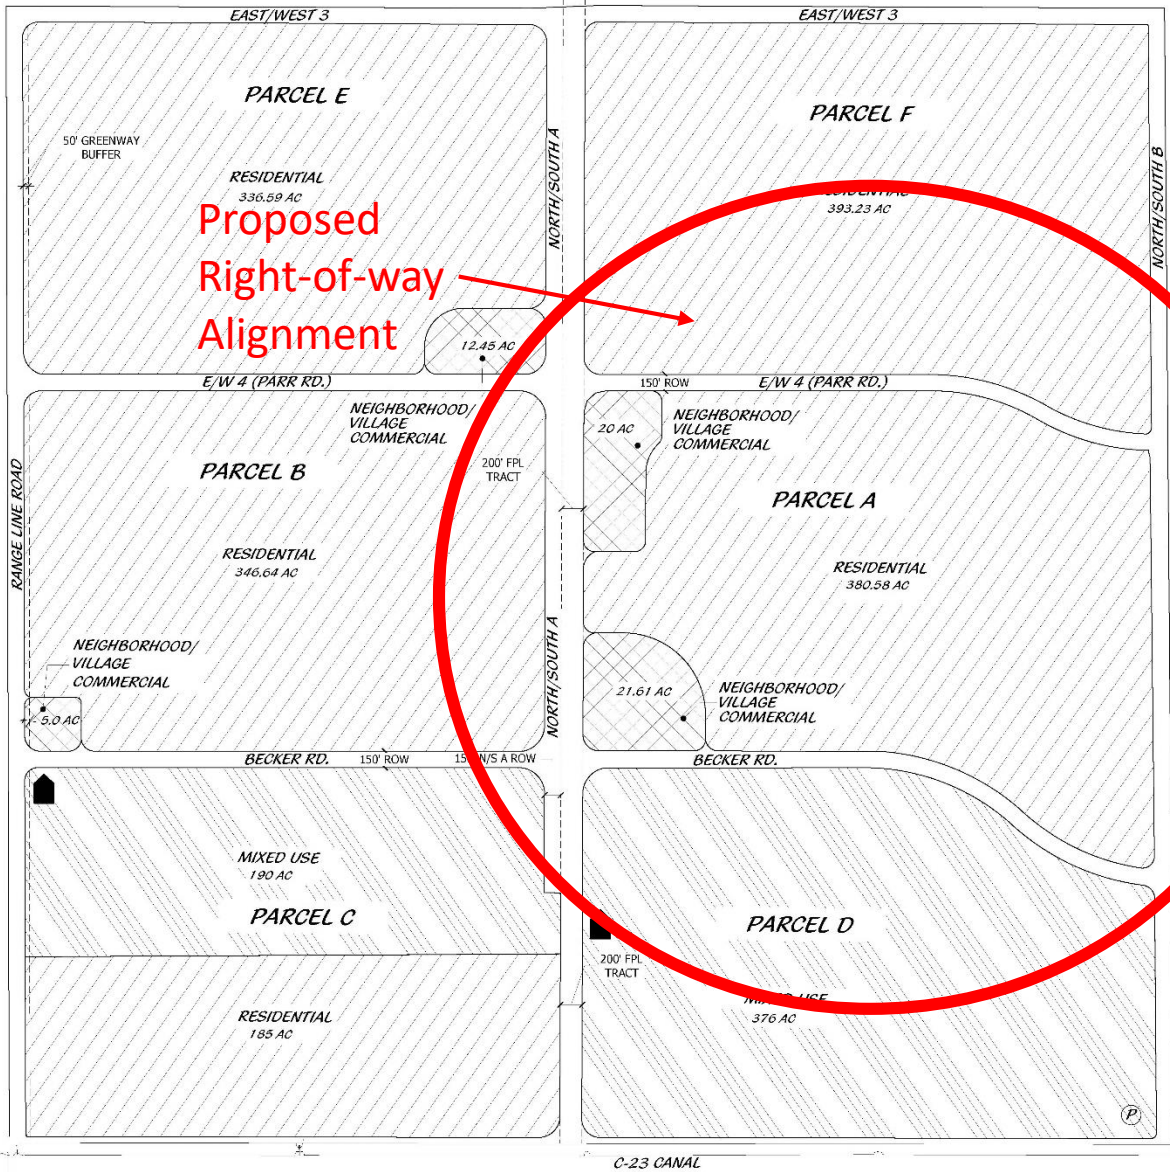 EAST/WEST 3
EAST/WEST 3
PARCEL E
PARCEL F
50' GREENWAY
BUFFER
NORTH/SOUTH A
NORTH/SOUTH B
RESIDENTIAL
336.59 AC
RESIDENTIAL
393.23 AC
Proposed
Right-of-way
Alignment
12.45 AC
E/W 4 (PARR RD.)
150' ROW
E/W 4 (PARR RD.)
NEIGHBORHOOD/
VILLAGE
COMMERCIAL
20 AC
NEIGHBORHOOD/
VILLAGE
COMMERCIAL
200' FPL
TRACT
PARCEL B
PARCEL A
RANGE LINE ROAD
RESIDENTIAL
346.64 AC
RESIDENTIAL
380.58 AC
NORTH/SOUTH A
NEIGHBORHOOD/
VILLAGE
COMMERCIAL
5.0 AC
21.61 AC
NEIGHBORHOOD/
VILLAGE
COMMERCIAL
BECKER RD.
150' ROW
N/S A ROW
BECKER RD.
MIXED USE
190 AC
PARCEL C
PARCEL D
200' FPL
TRACT
MIXED USE
376 AC
RESIDENTIAL
185 AC
P
C-23 CANAL